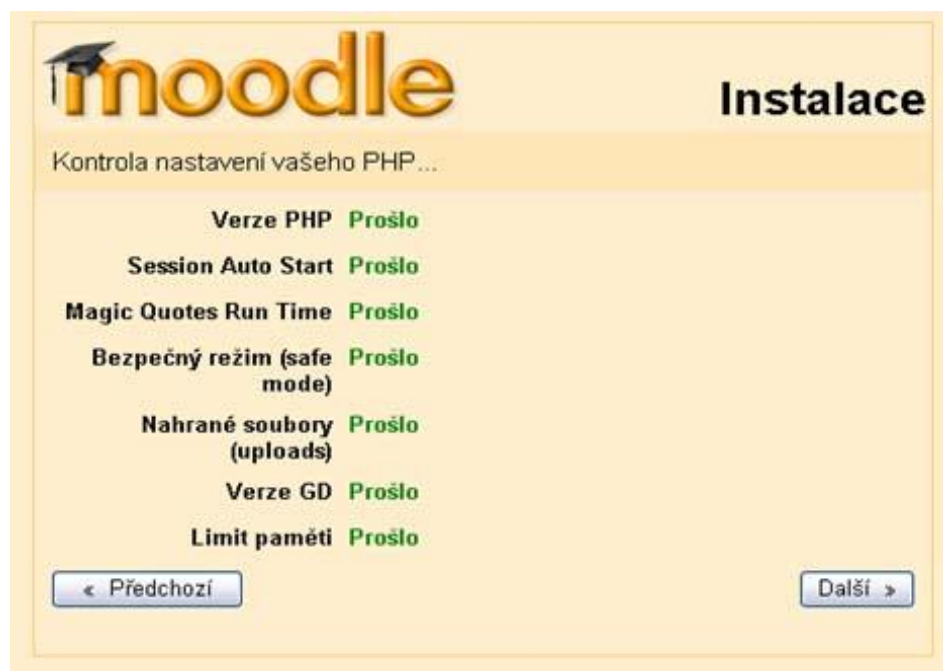 moodle
Instalace
Kontrola nastavení vašeho PHP...
Verze PHP Prošlo
Session Auto Start Prošlo
Magic Quotes Run Time Prošlo
Bezpečný režim (safe Prošlo
mode)
Nahrané soubory Prošlo
(uploads)
Verze GD Prošlo
Limit paměti Prošlo
« Předchozí
Další »